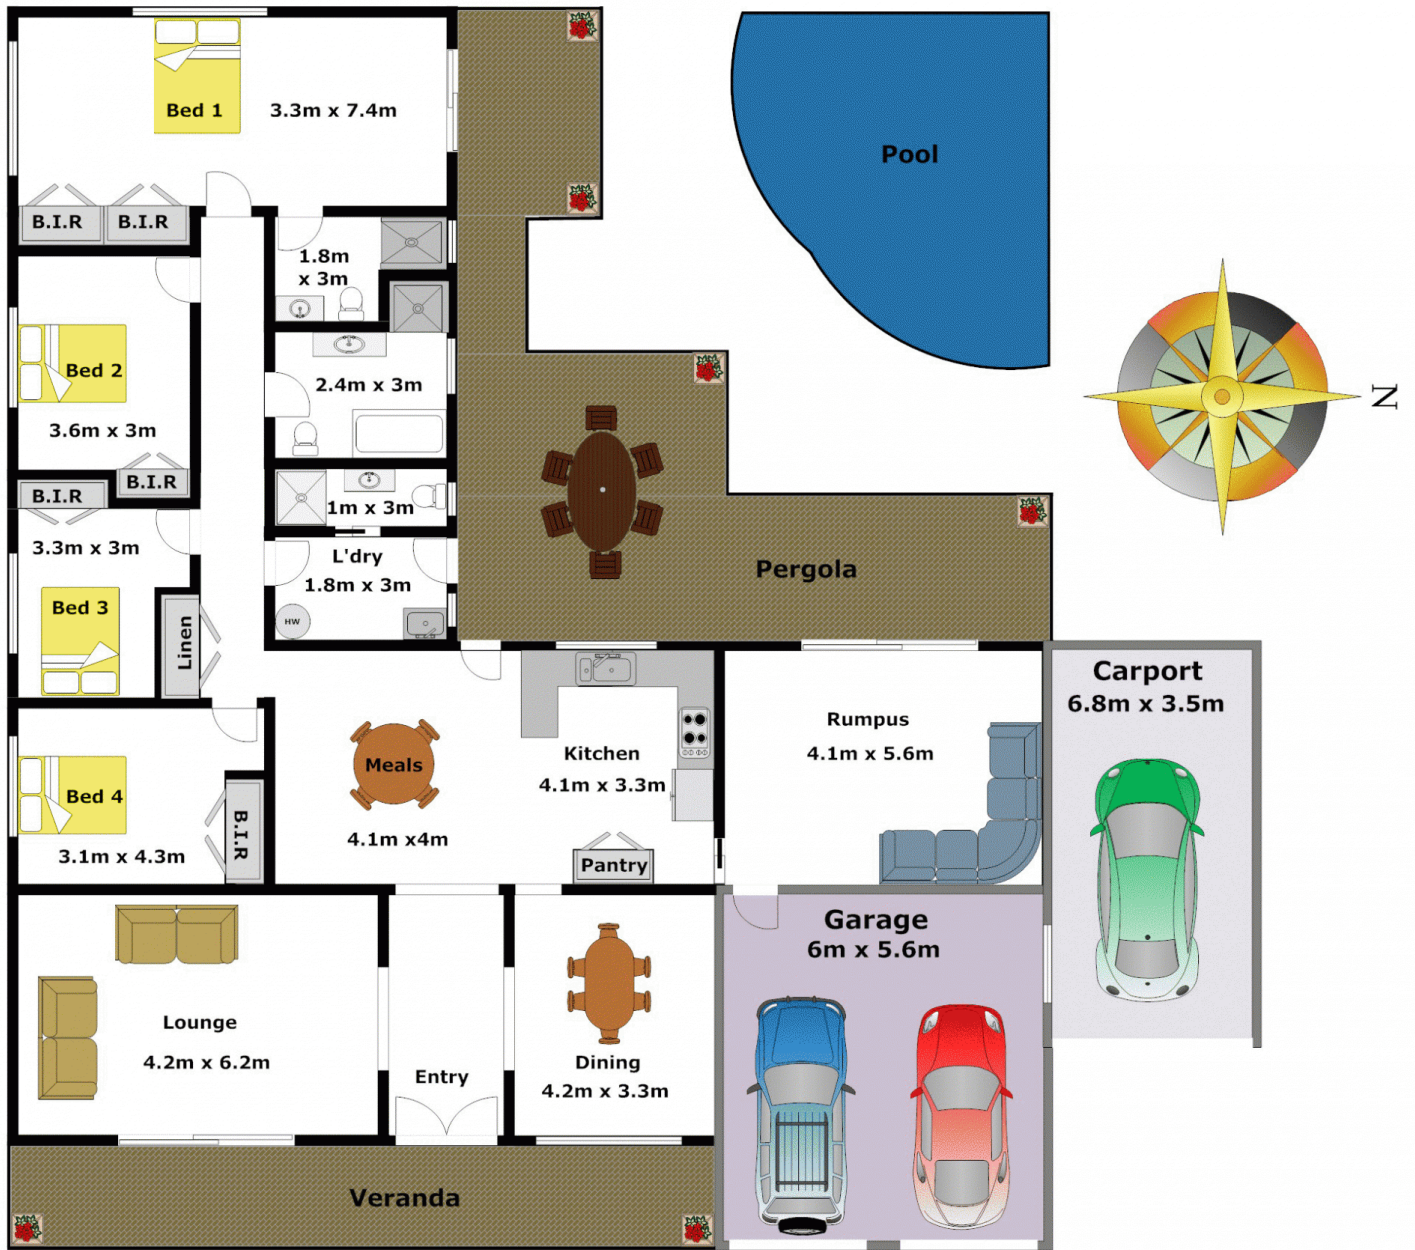 Bed 1
3.3m x 7.4m
B.I.R
B.I.R
Pool
1.8m
x 3m
Bed 2
3.6m x 3m
2.4m x 3m
N
B.I.R
B.I.R
1m x 3m
3.3m x 3m
Bed 3
Linen
L'dry
1.8m x 3m
HW
Pergola
Bed 4
3.1m x 4.3m
B.I.R
Meals
4.1m x4m
Kitchen
4.1m x 3.3m
Pantry
Rumpus
4.1m x 5.6m
Carport
6.8m x 3.5m
Lounge
4.2m x 6.2m
Entry
Dining
4.2m x 3.3m
Garage
6m x 5.6m
Veranda